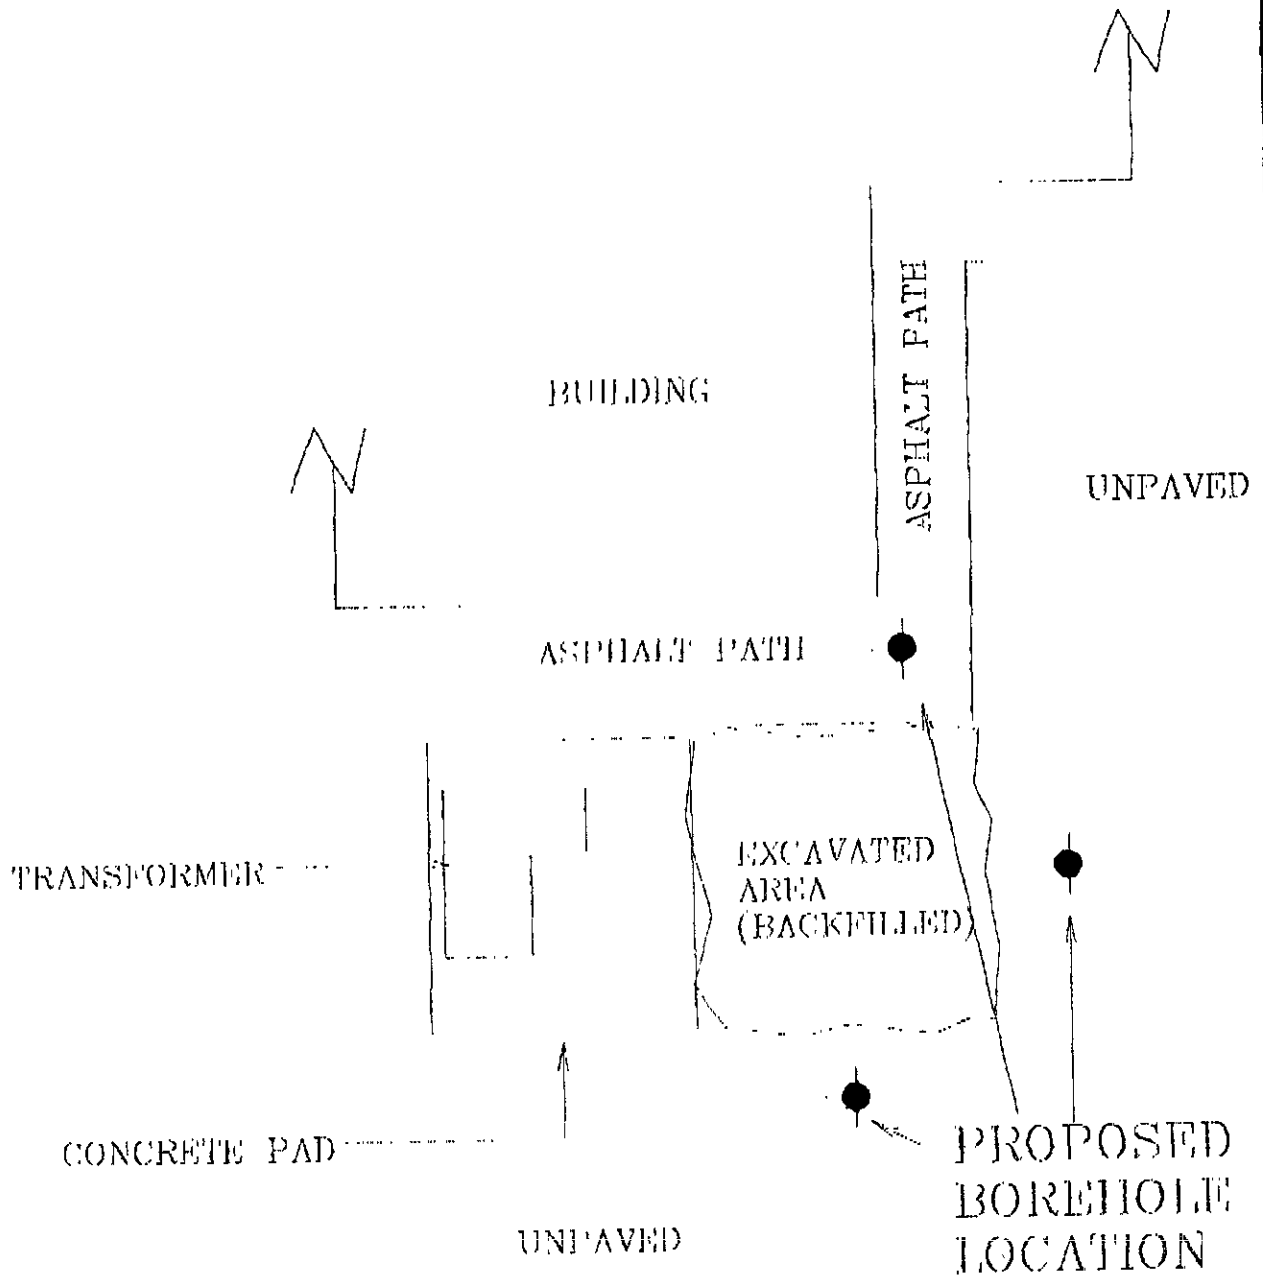 ASPHALT PATH
BUILDING
UNPAVED
ASPHALT PATH
EXCAVATED
AREA
(BACKFILLED)
TRANSFORMER
CONCRETE PAD
PROPOSED
BOREHOLE
LOCATION
UNPAVED